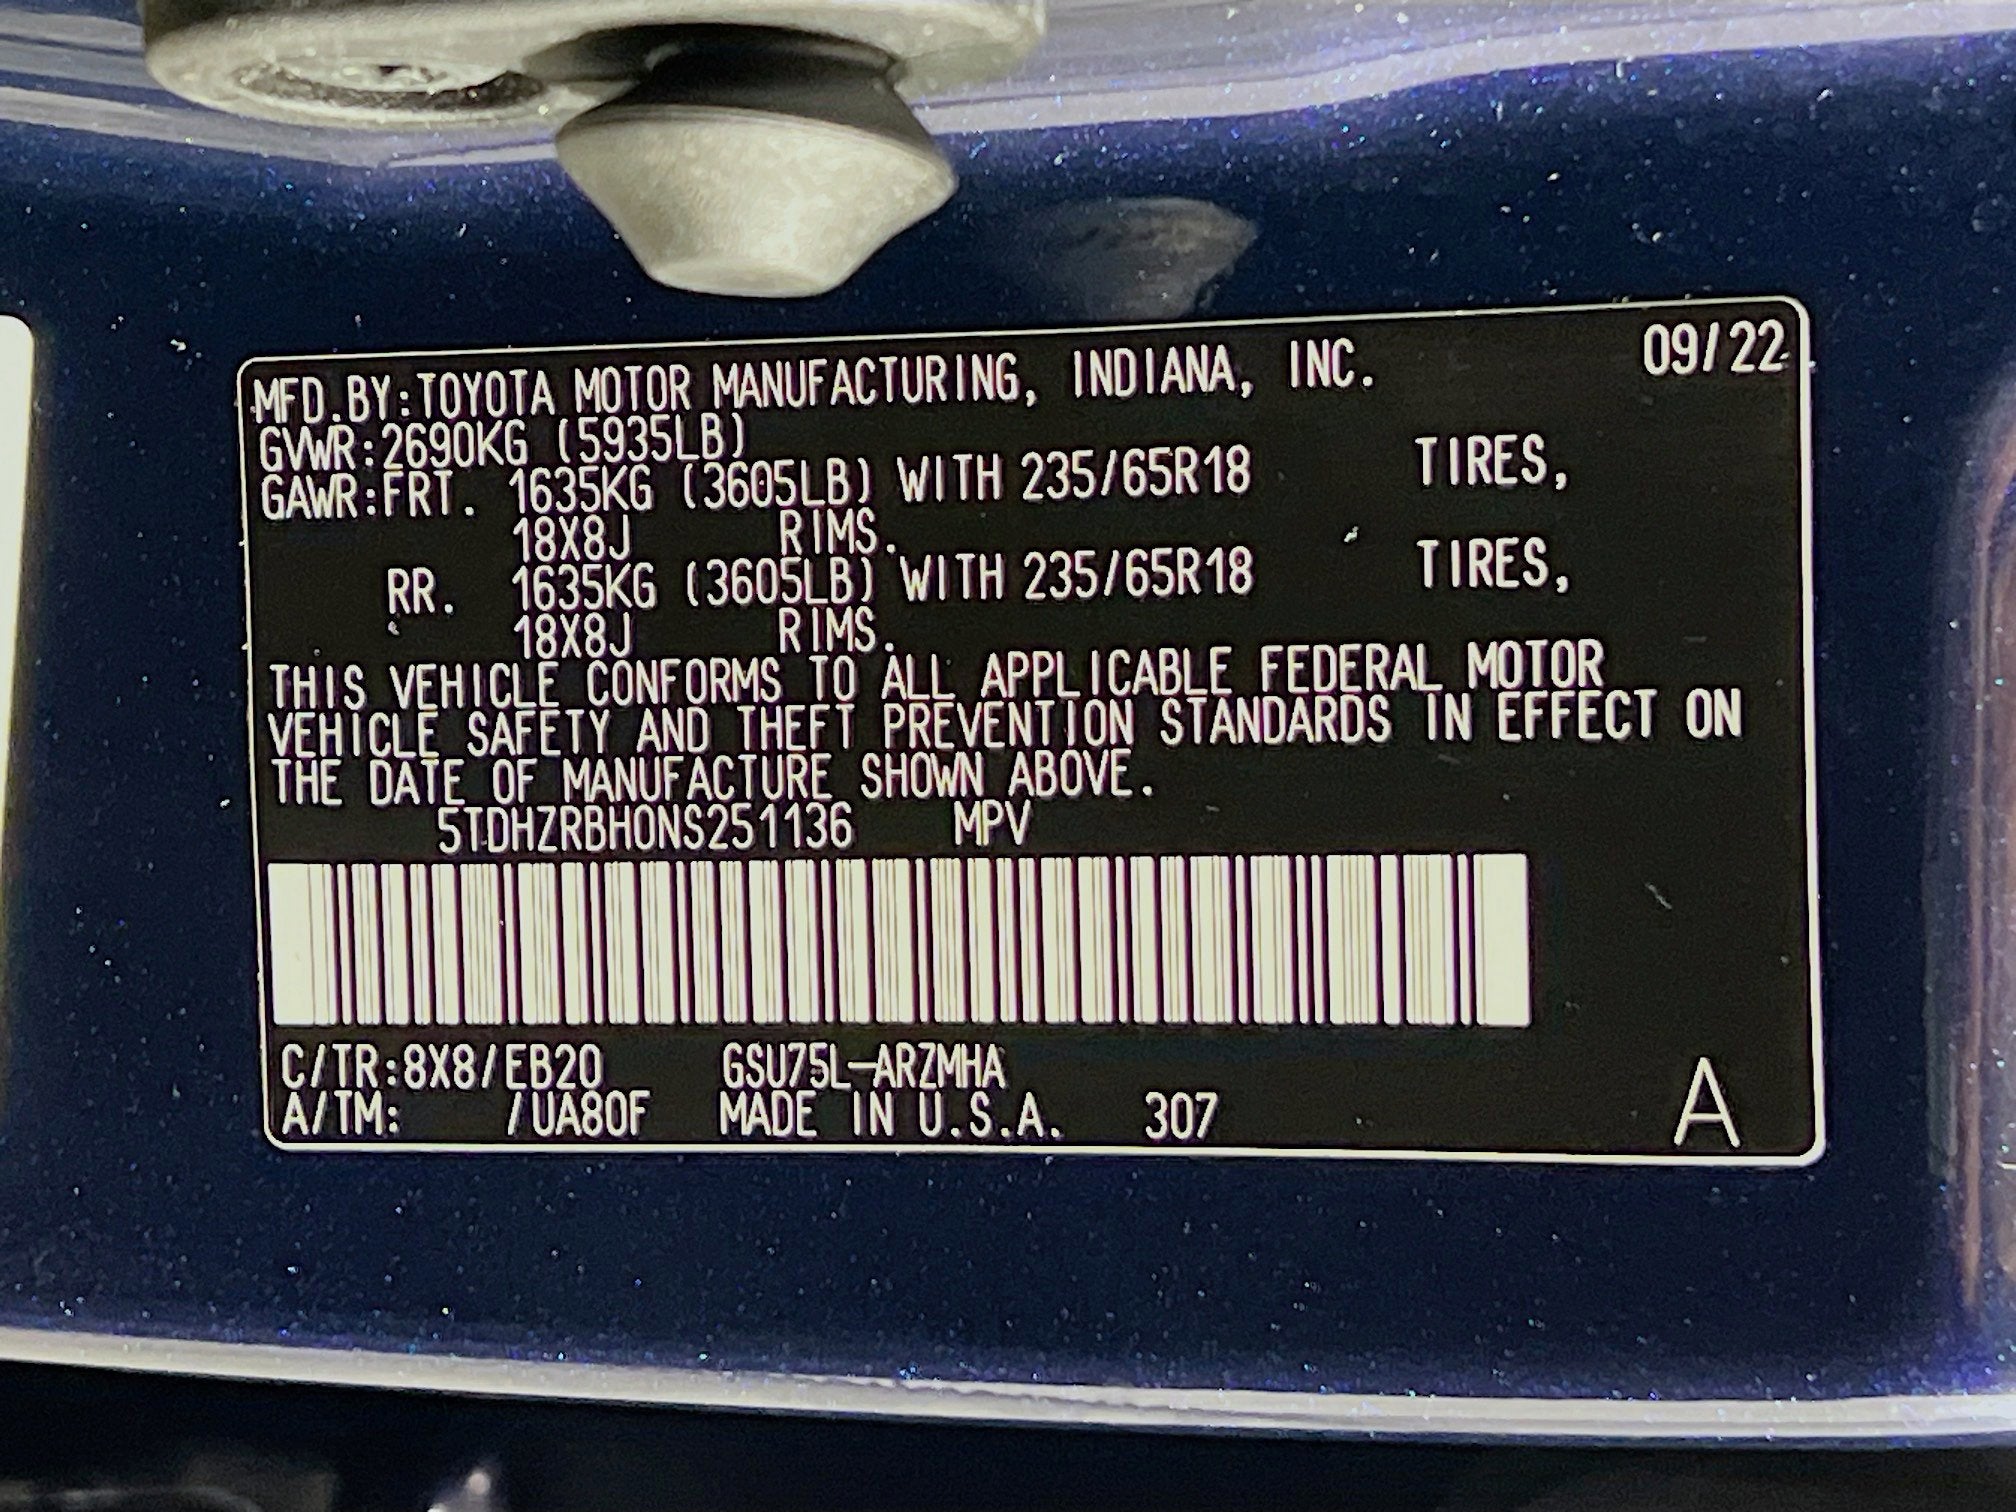 MFD.BY:TOYOTA MOTOR MANUFACTURING, INDIANA, INC. 09/22
GVWR:2690KG (5935LB)
GAWR:FRT. 1635KG (3605LB) WITH 235/65R18 TIRES,
18X8J RIMS.
RR. 1635KG (3605LB) WITH 235/65R18 TIRES,
18X8J RIMS.
THIS VEHICLE CONFORMS TO ALL APPLICABLE FEDERAL MOTOR
VEHICLE SAFETY AND THEFT PREVENTION STANDARDS IN EFFECT ON
THE DATE OF MANUFACTURE SHOWN ABOVE.
5TDHZRBH0NS251136 MPV
C/TR:8X8/EB20 GSU75L-ARZMHA
A/TM: /UA80F MADE IN U.S.A. 307 A